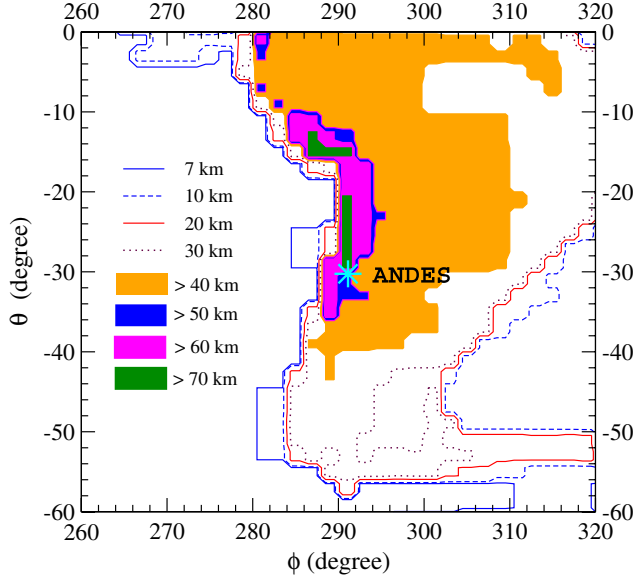 260 270 280 290 300 310 320
0 0
-10 -10
-20 -20
-30 -30
-40 -40
-50 -50
-60 -60
7 km
10 km
20 km
30 km
> 40 km
> 50 km
> 60 km
> 70 km
ANDES
θ (degree)
260 270 280 290 300 310 320
ϕ (degree)